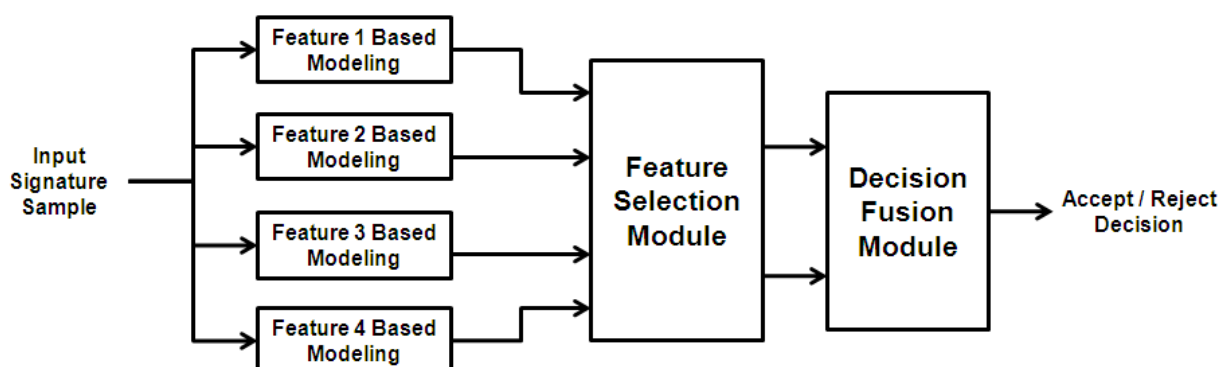 Input
Signature
Sample
Feature 1 Based
Modeling
Feature 2 Based
Modeling
Feature 3 Based
Modeling
Feature 4 Based
Modeling
Feature
Selection
Module
Decision
Fusion
Module
Accept / Reject
Decision